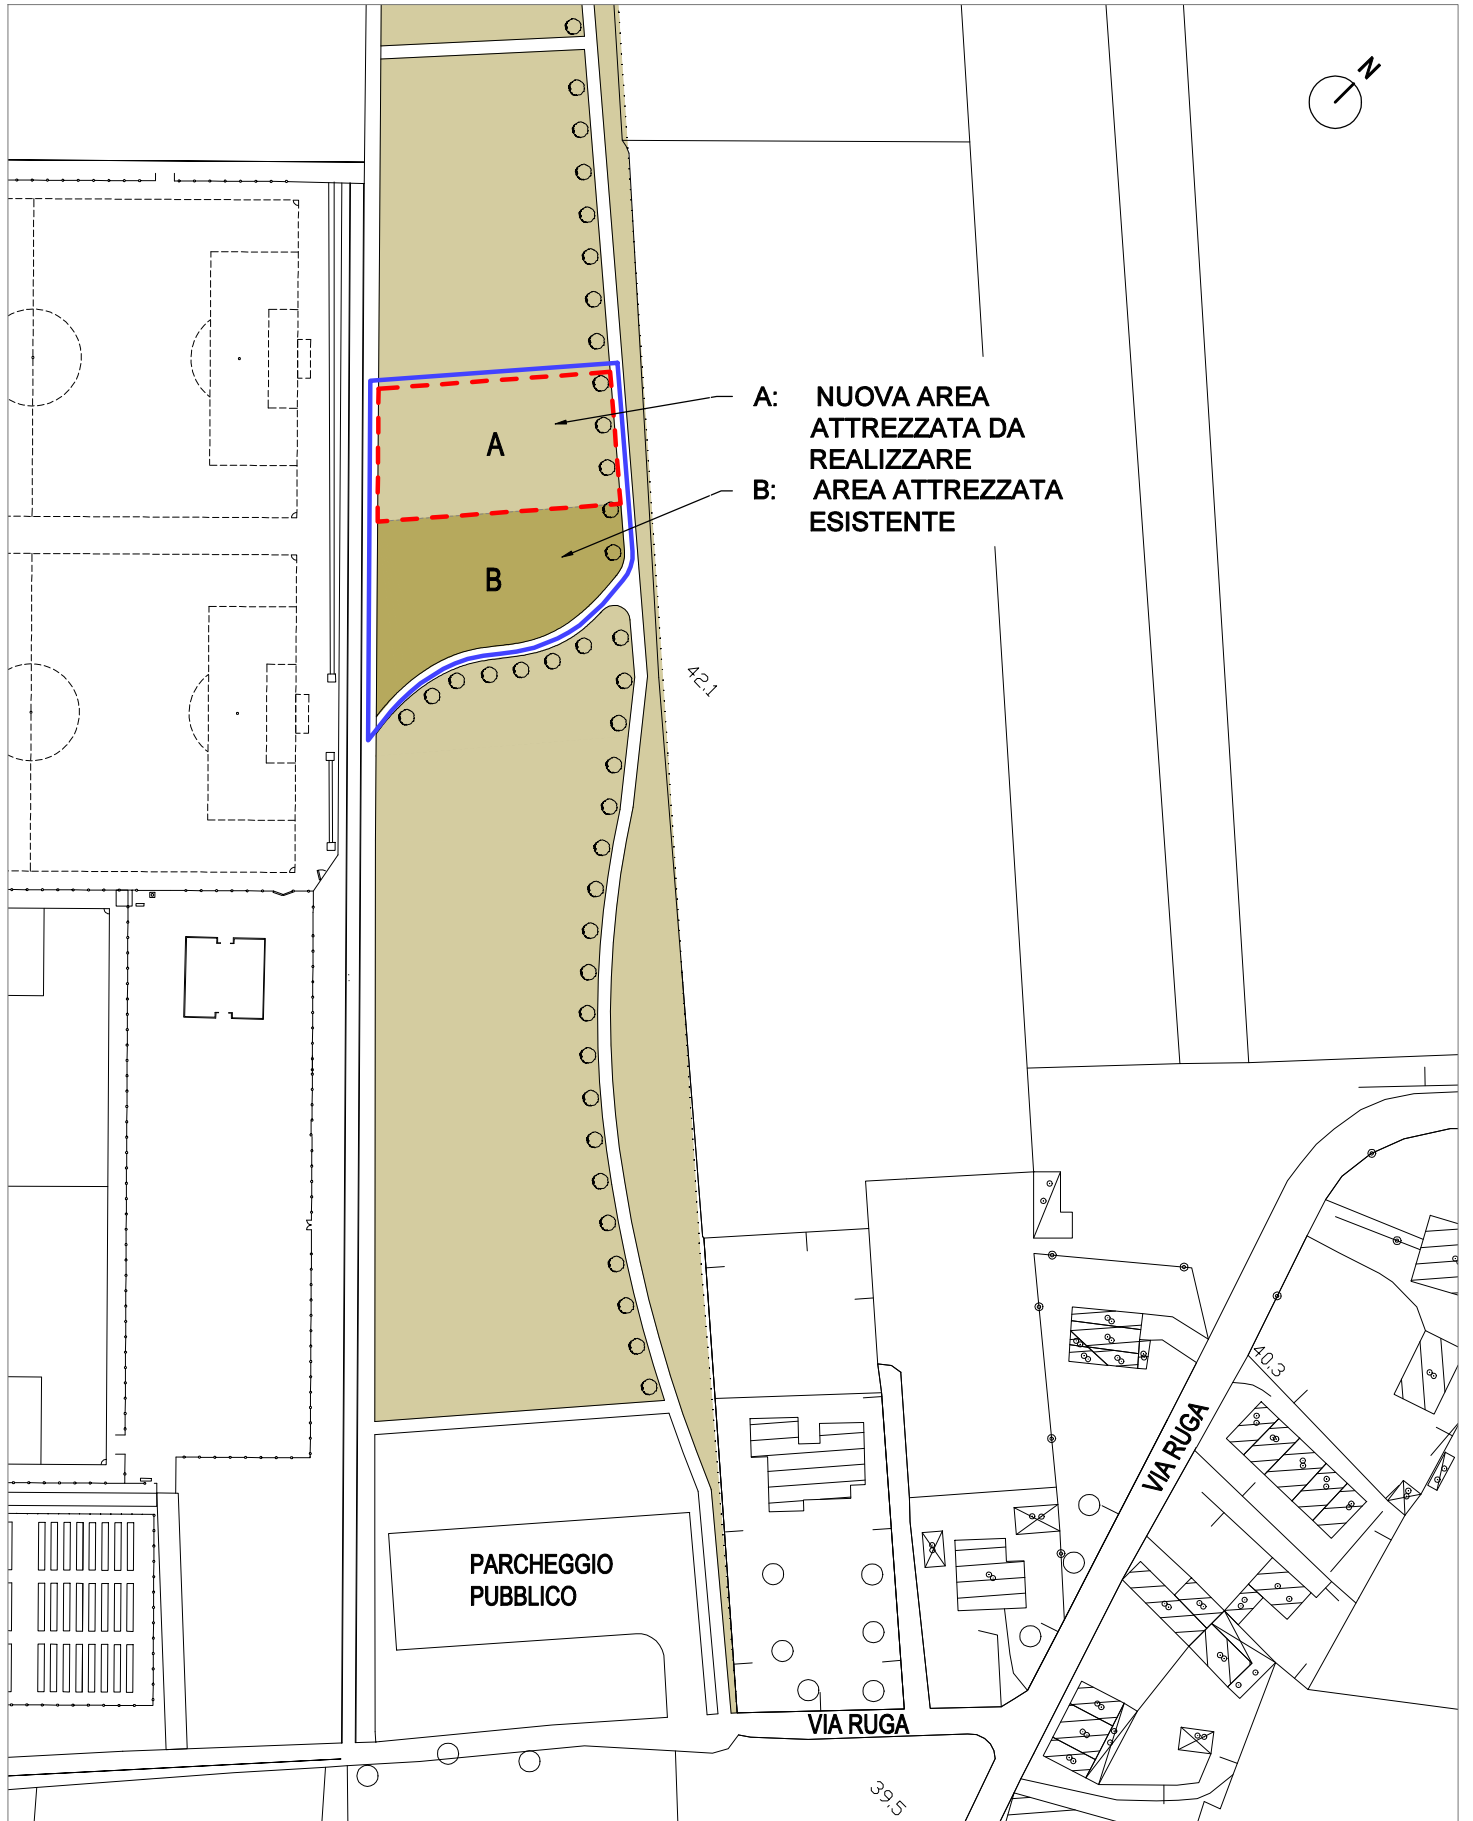 N
A: NUOVA AREA
ATTREZZATA DA
REALIZZARE
B: AREA ATTREZZATA
ESISTENTE
A
B
42.1
40.3
VIA RUGA
PARCHEGGIO
PUBBLICO
VIA RUGA
39.5